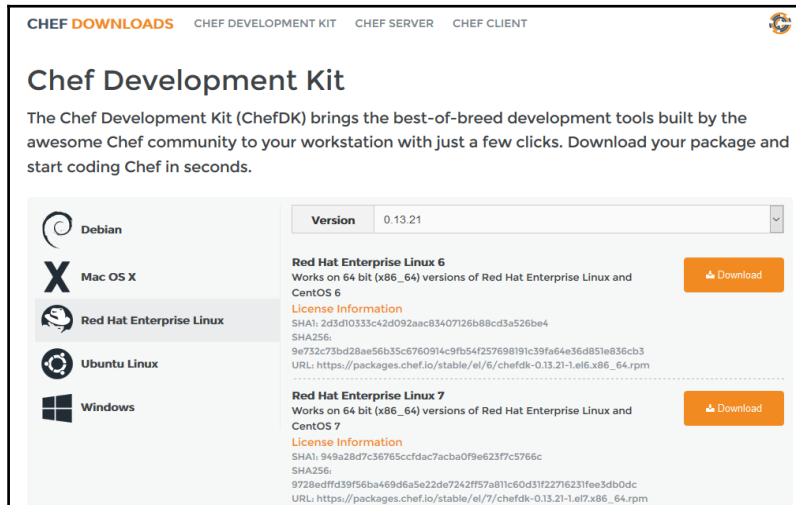 CHEF DOWNLOADS CHEF DEVELOPMENT KIT CHEF SERVER CHEF CLIENT
Chef Development Kit
The Chef Development Kit (ChefDK) brings the best-of-breed development tools built by the
awesome Chef community to your workstation with just a few clicks. Download your package and
start coding Chef in seconds.
Debian
Mac OS X
Red Hat Enterprise Linux
Ubuntu Linux
Windows
Version 0.13.21
Red Hat Enterprise Linux 6
Works on 64 bit (x86_64) versions of Red Hat Enterprise Linux and
CentOS 6
Download
License Information
SHA1: 2d3d10333c42d092aac83407126b88cd3a526be4
SHA256:
9e732c73bd28ae56b35c6760914c9fb54f257698191c39fa64e36d851e836cb3
URL: https://packages.chef.io/stable/el/6/chefdk-0.13.21-1.el6.x86_64.rpm
Red Hat Enterprise Linux 7
Works on 64 bit (x86_64) versions of Red Hat Enterprise Linux and
CentOS 7
Download
License Information
SHA1: 949a28d7c36765ccfdac7acba0f9e623f7c5766c
SHA256:
9728edffd39f56ba469d6a5e22de7242ff57a811c60d31f22716231fee3db0dc
URL: https://packages.chef.io/stable/el/7/chefdk-0.13.21-1.el7.x86_64.rpm